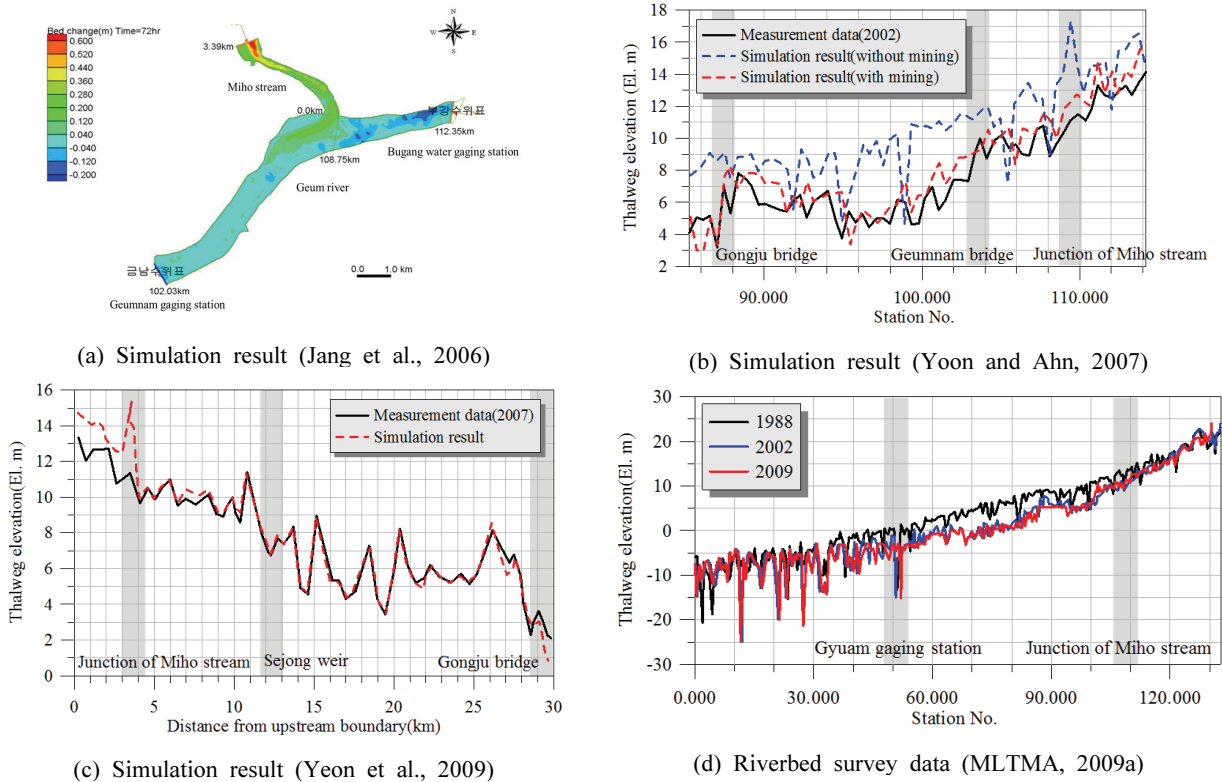 Bed change(m) Time=72hr
0.600
0.520
0.440
0.360
0.280
0.200
0.120
0.040
-0.040
-0.120
-0.200
N
W E
S
3.39km
Miho stream
0.0km
부강수위표
112.35km
Bugang water gaging station
108.75km
Geum river
금남수위표
102.03km
Geumnam gaging station
0.0 1.0 km
(a) Simulation result (Jang et al., 2006)
Thalweg elevation (El. m)
18
16
14
12
10
8
6
4
2
Measurement data(2002)
Simulation result(without mining)
Simulation result(with mining)
Gongju bridge
Geumnam bridge
Junction of Miho stream
90.000 100.000 110.000
Station No.
(b) Simulation result (Yoon and Ahn, 2007)
Thalweg elevation(El. m)
16
14
12
10
8
6
4
2
0
Measurement data(2007)
Simulation result
Junction of Miho stream
Sejong weir
Gongju bridge
0 5 10 15 20 25 30
Distance from upstream boundary(km)
(c) Simulation result (Yeon et al., 2009)
Thalweg elevation(El. m)
30
20
10
0
-10
-20
-30
1988
2002
2009
Gyuam gaging station
Junction of Miho stream
0.000 30.000 60.000 90.000 120.000
Station No.
(d) Riverbed survey data (MLTMA, 2009a)